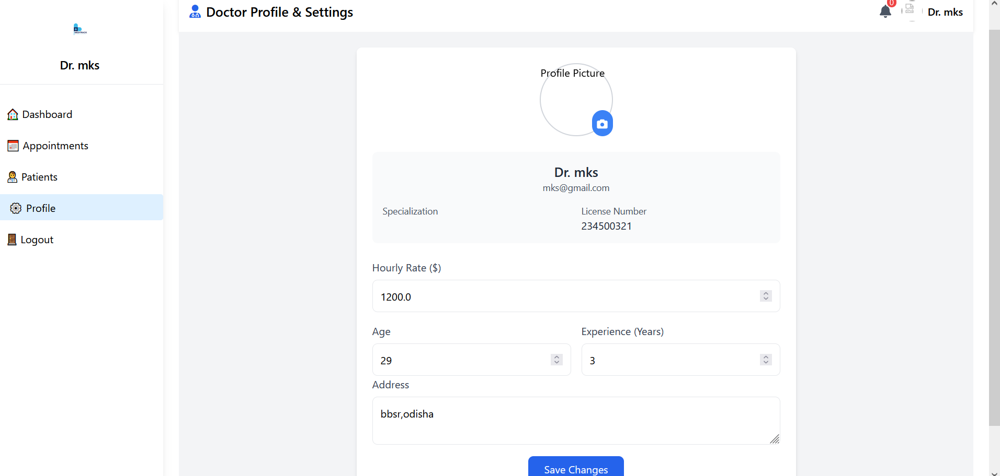 Doctor Profile & Settings
0
Dr. mks
MEDITRACK
Dr. mks
Dashboard
Appointments
Patients
Profile
Logout
Profile Picture
Dr. mks
mks@gmail.com
Specialization
License Number
234500321
Hourly Rate ($)
1200.0
Age
Experience (Years)
29
3
Address
bbsr,odisha
Save Changes